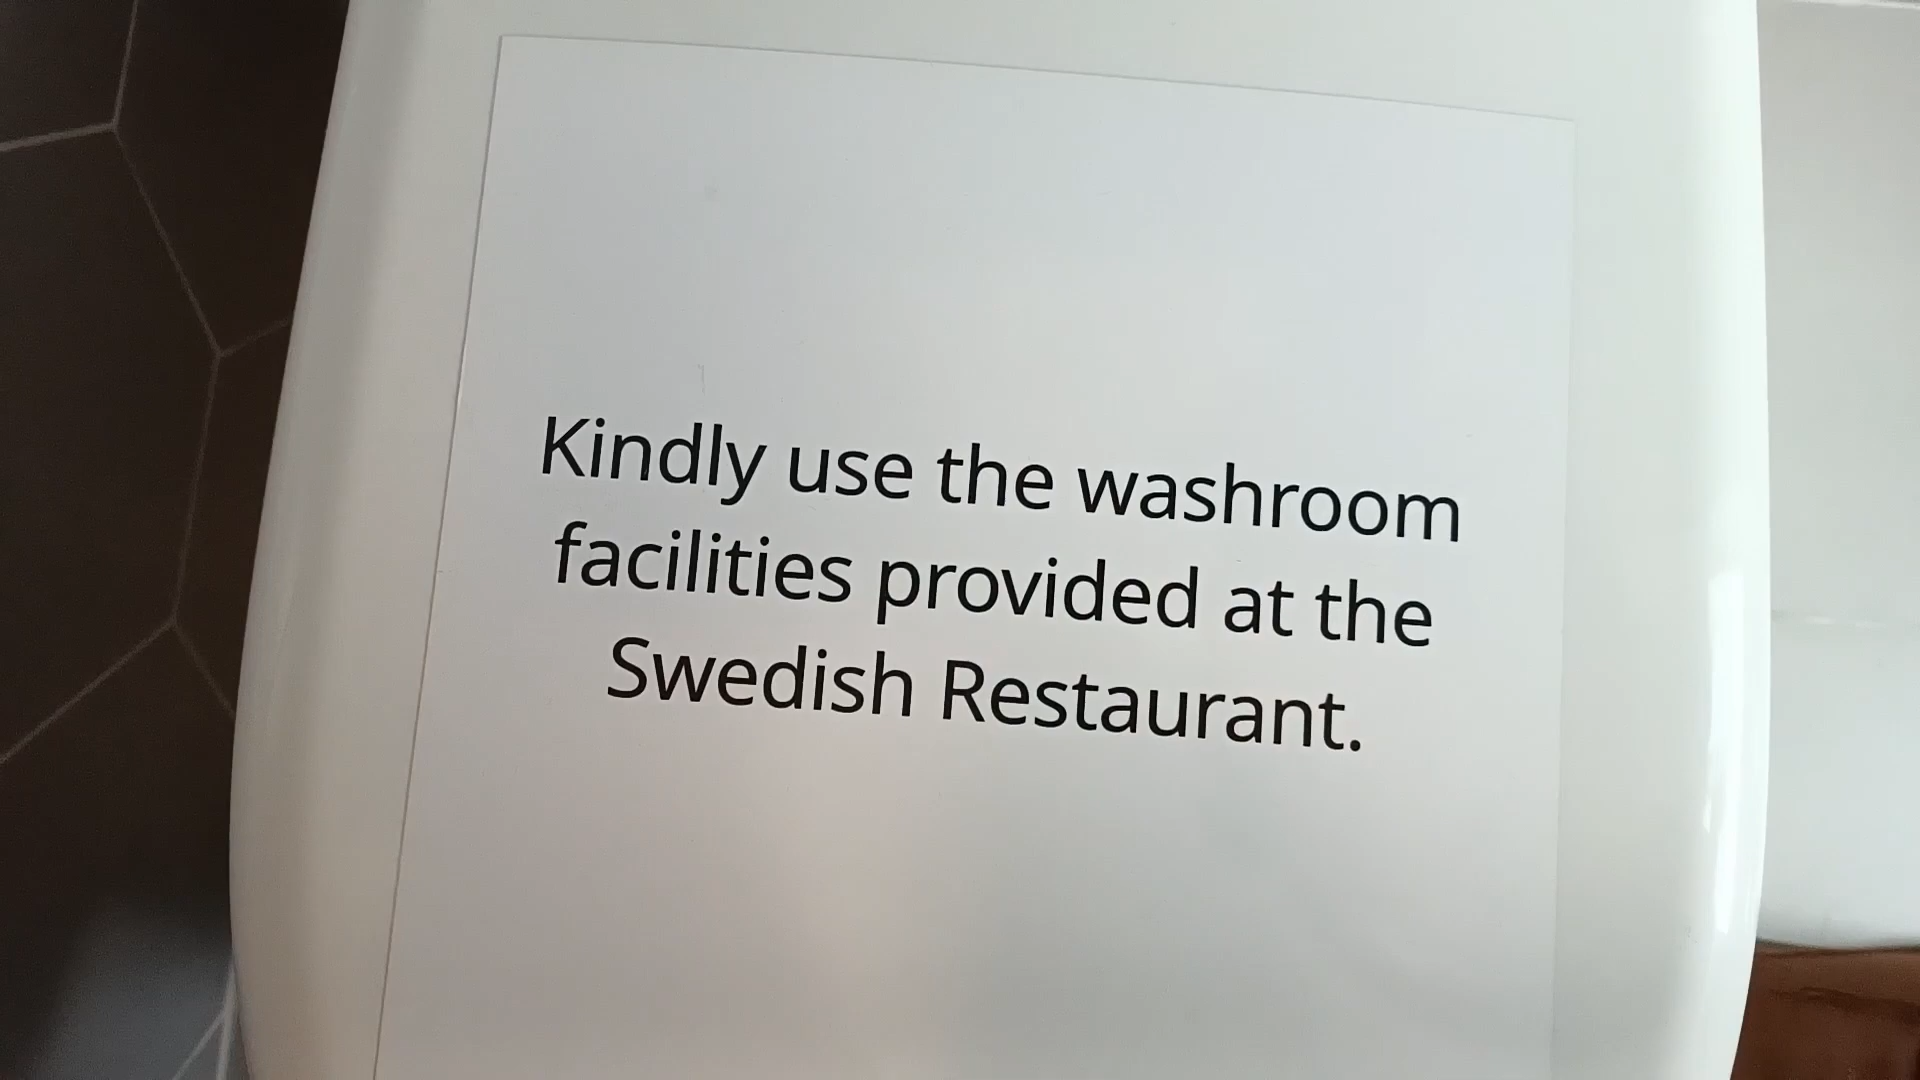 Kindly use the washroom
facilities provided at the
Swedish Restaurant.